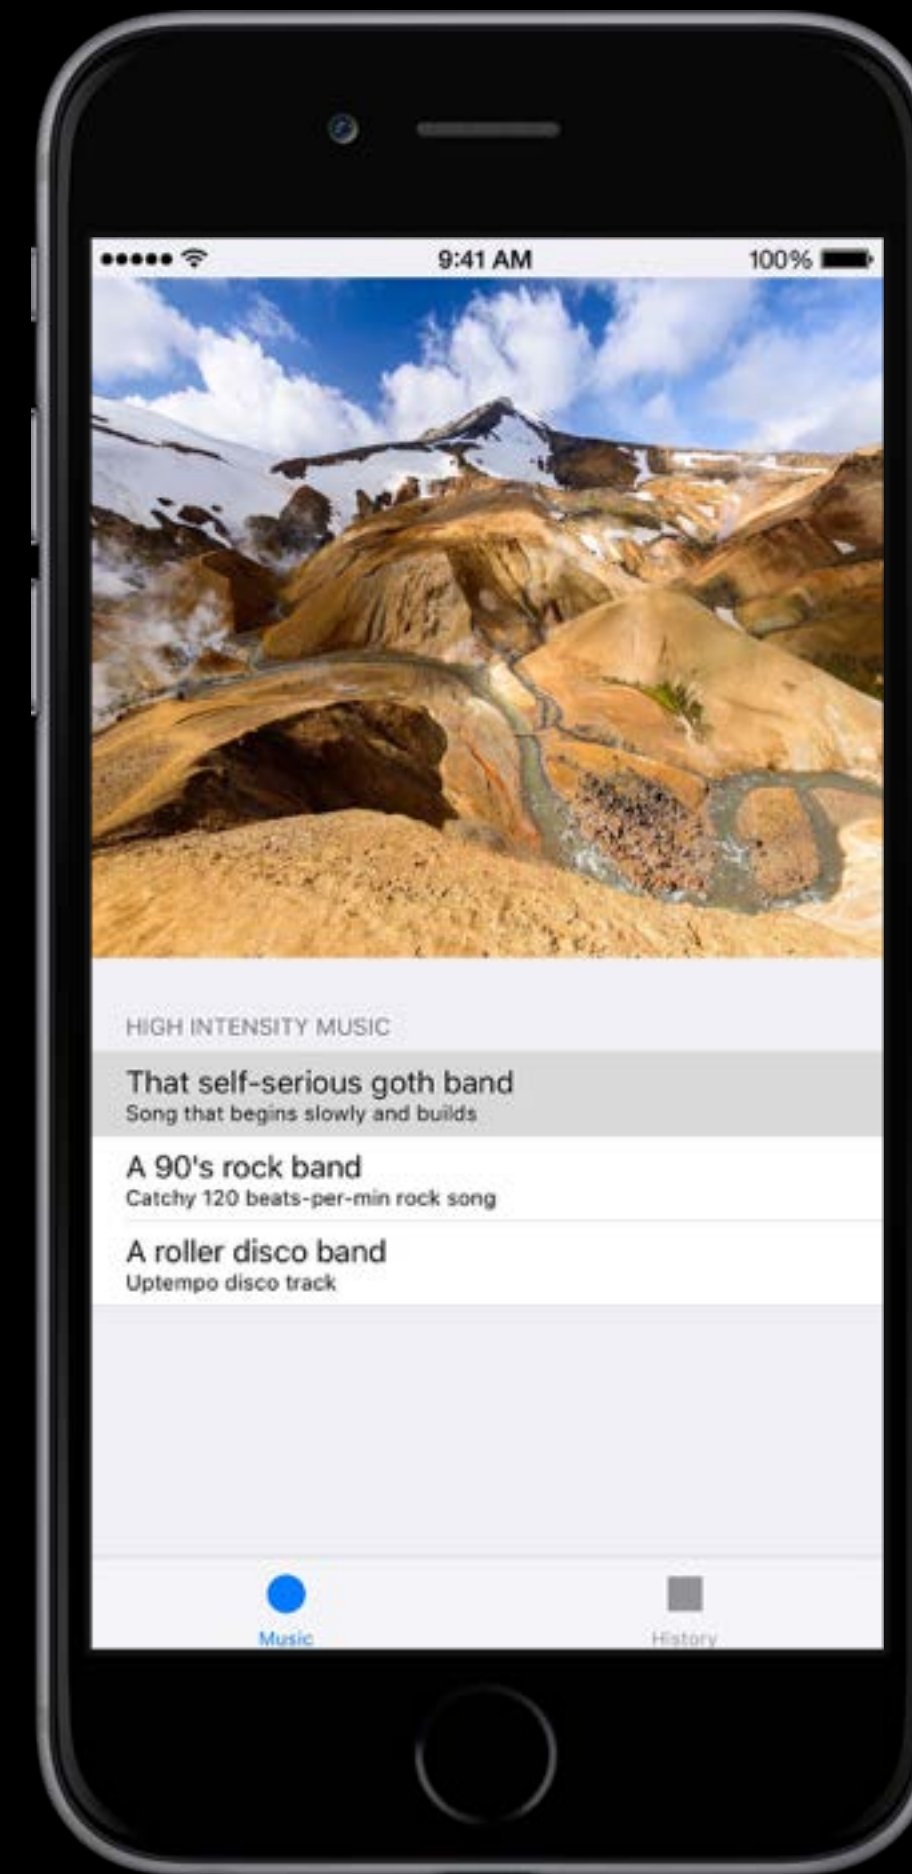 9:41 AM 100%
HIGH INTENSITY MUSIC
That self-serious goth band
Song that begins slowly and builds
A 90's rock band
Catchy 120 beats-per-min rock song
A roller disco band
Uptempo disco track
Music History